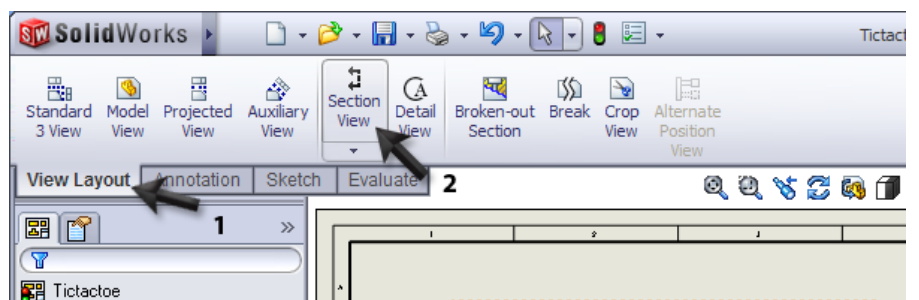 SW SolidWorks
Tictact
Standard 3 View
Model View
Projected View
Auxiliary View
Section View
Detail View
Broken-out Section
Break
Crop View
Alternate Position View
View Layout Annotation Sketch Evaluate 2
1
Tictactoe
A